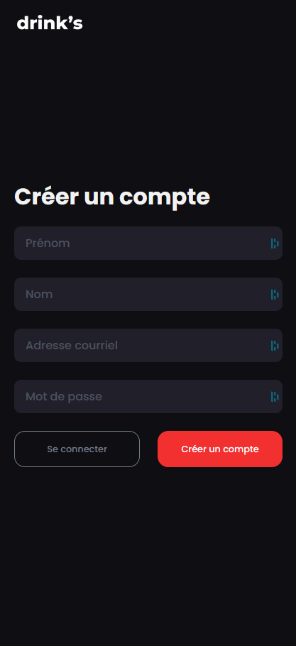 drink’s
Créer un compte
Prénom
Nom
Adresse courriel
Mot de passe
Se connecter
Créer un compte